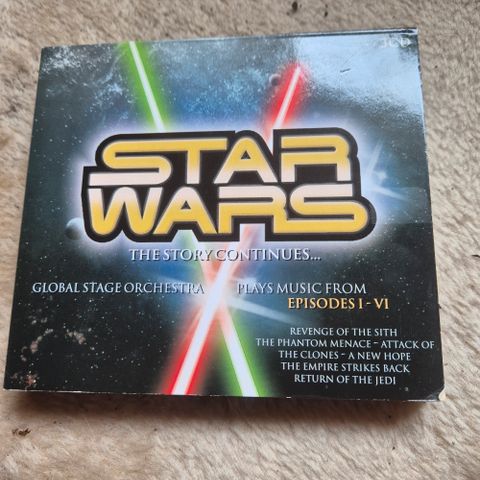 3CD
STAR
WARS
THE STORY CONTINUES...
GLOBAL STAGE ORCHESTRA PLAYS MUSIC FROM
EPISODES I - VI
REVENGE OF THE SITH
THE PHANTOM MENACE - ATTACK OF
THE CLONES - A NEW HOPE
THE EMPIRE STRIKES BACK
RETURN OF THE JEDI